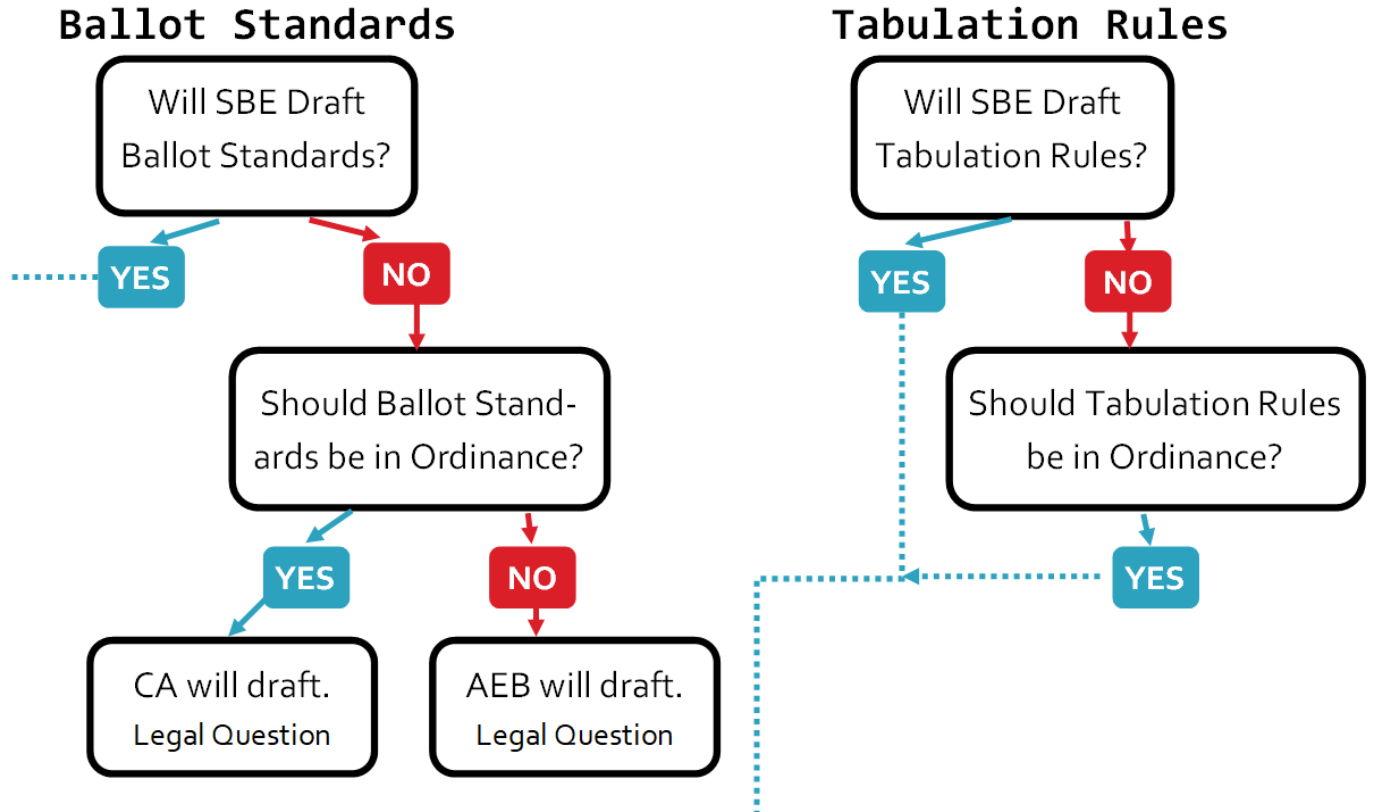 Ballot Standards
Will SBE Draft
Ballot Standards?
YES
NO
Should Ballot Stand-
ards be in Ordinance?
YES
NO
CA will draft.
Legal Question
AEB will draft.
Legal Question
Tabulation Rules
Will SBE Draft
Tabulation Rules?
YES
NO
Should Tabulation Rules
be in Ordinance?
YES